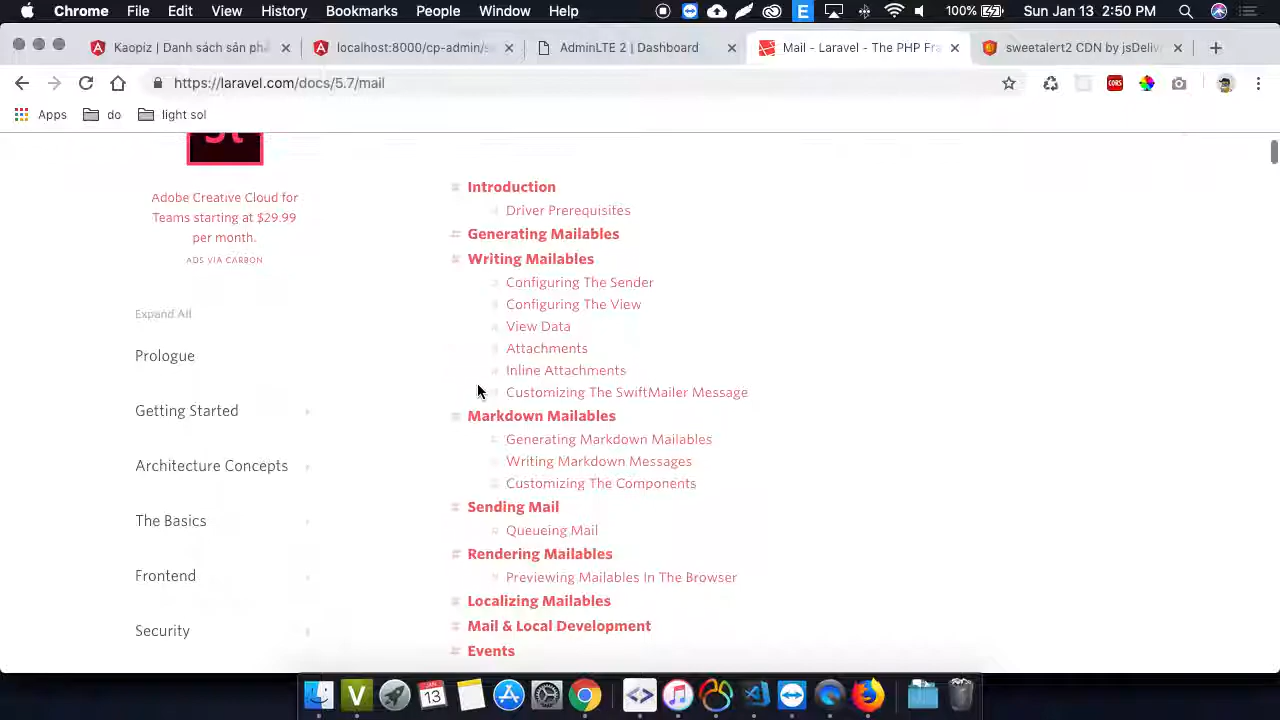 Chrome File Edit View History Bookmarks People Window Help 100% Sun Jan 13 2:50 PM
Kaopiz | Danh sách sản phẩ
localhost:8000/cp-admin/s
AdminLTE 2 | Dashboard
Mail - Laravel - The PHP Fra
sweetalert2 CDN by jsDeliv
https://laravel.com/docs/5.7/mail
CORS
Apps do light sol
St
Adobe Creative Cloud for
Teams starting at $29.99
per month.
ADS VIA CARBON
Expand All
Prologue
Getting Started
Architecture Concepts
The Basics
Frontend
Security
Introduction
Driver Prerequisites
Generating Mailables
Writing Mailables
Configuring The Sender
Configuring The View
View Data
Attachments
Inline Attachments
Customizing The SwiftMailer Message
Markdown Mailables
Generating Markdown Mailables
Writing Markdown Messages
Customizing The Components
Sending Mail
Queueing Mail
Rendering Mailables
Previewing Mailables In The Browser
Localizing Mailables
Mail & Local Development
Events